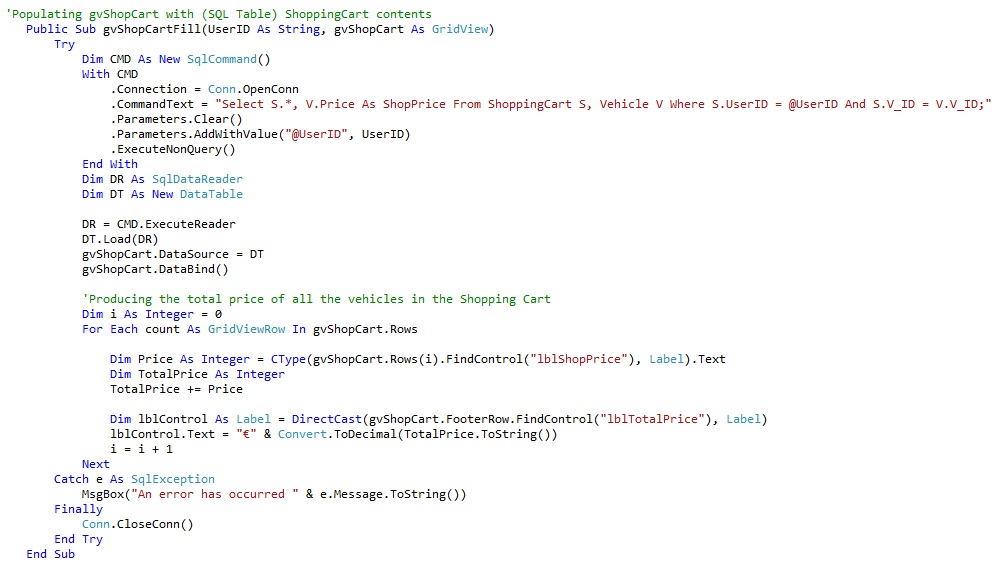 'Populating gvShopCart with (SQL Table) ShoppingCart contents
Public Sub gvShopCartFill(UserID As String, gvShopCart As GridView)
Try
Dim CMD As New SqlCommand()
With CMD
.Connection = Conn.OpenConn
.CommandText = "Select S.*, V.Price As ShopPrice From ShoppingCart S, Vehicle V Where S.UserID = @UserID And S.V_ID = V.V_ID;"
.Parameters.Clear()
.Parameters.AddWithValue("@UserID", UserID)
.ExecuteNonQuery()
End With
Dim DR As SqlDataReader
Dim DT As New DataTable
DR = CMD.ExecuteReader
DT.Load(DR)
gvShopCart.DataSource = DT
gvShopCart.DataBind()
'Producing the total price of all the vehicles in the Shopping Cart
Dim i As Integer = 0
For Each count As GridViewRow In gvShopCart.Rows
Dim Price As Integer = CType(gvShopCart.Rows(i).FindControl("lblShopPrice"), Label).Text
Dim TotalPrice As Integer
TotalPrice += Price
Dim lblControl As Label = DirectCast(gvShopCart.FooterRow.FindControl("lblTotalPrice"), Label)
lblControl.Text = "€" & Convert.ToDecimal(TotalPrice.ToString())
i = i + 1
Next
Catch e As SqlException
MsgBox("An error has occurred " & e.Message.ToString())
Finally
Conn.CloseConn()
End Try
End Sub